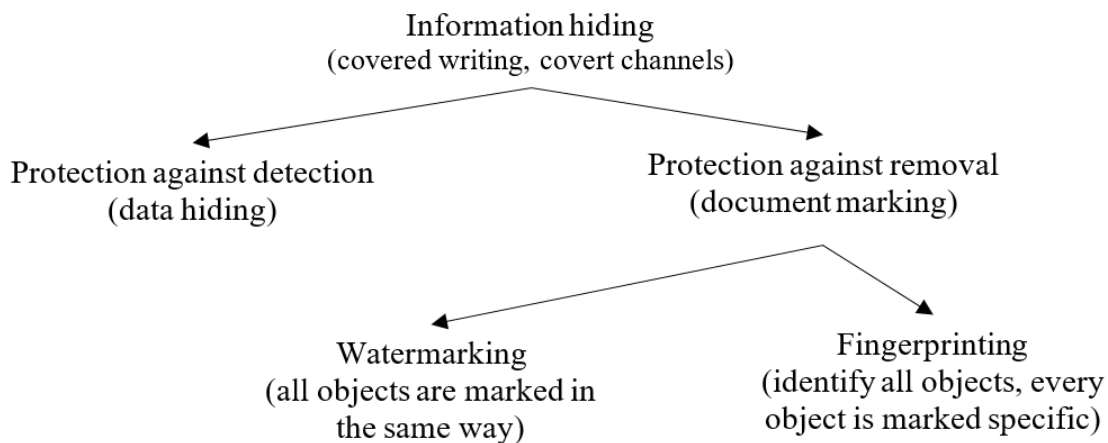 Information hiding
(covered writing, covert channels)
Protection against detection
(data hiding)
Protection against removal
(document marking)
Watermarking
(all objects are marked in
the same way)
Fingerprinting
(identify all objects, every
object is marked specific)